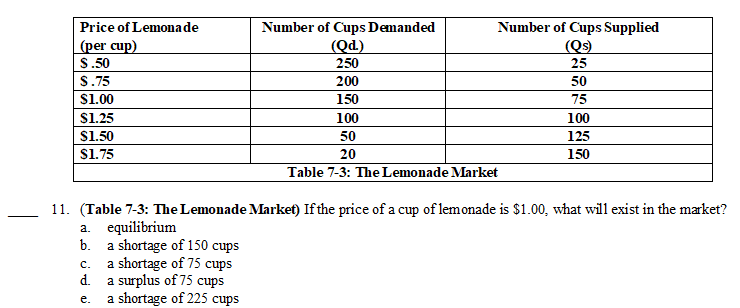 Price of Lemonade (per cup) Number of Cups Demanded (Qd.) Number of Cups Supplied (Qs)
$.50 250 25
$.75 200 50
$1.00 150 75
$1.25 100 100
$1.50 50 125
$1.75 20 150
Table 7-3: The Lemonade Market
____ 11. (Table 7-3: The Lemonade Market) If the price of a cup of lemonade is $1.00, what will exist in the market?
a. equilibrium
b. a shortage of 150 cups
c. a shortage of 75 cups
d. a surplus of 75 cups
e. a shortage of 225 cups